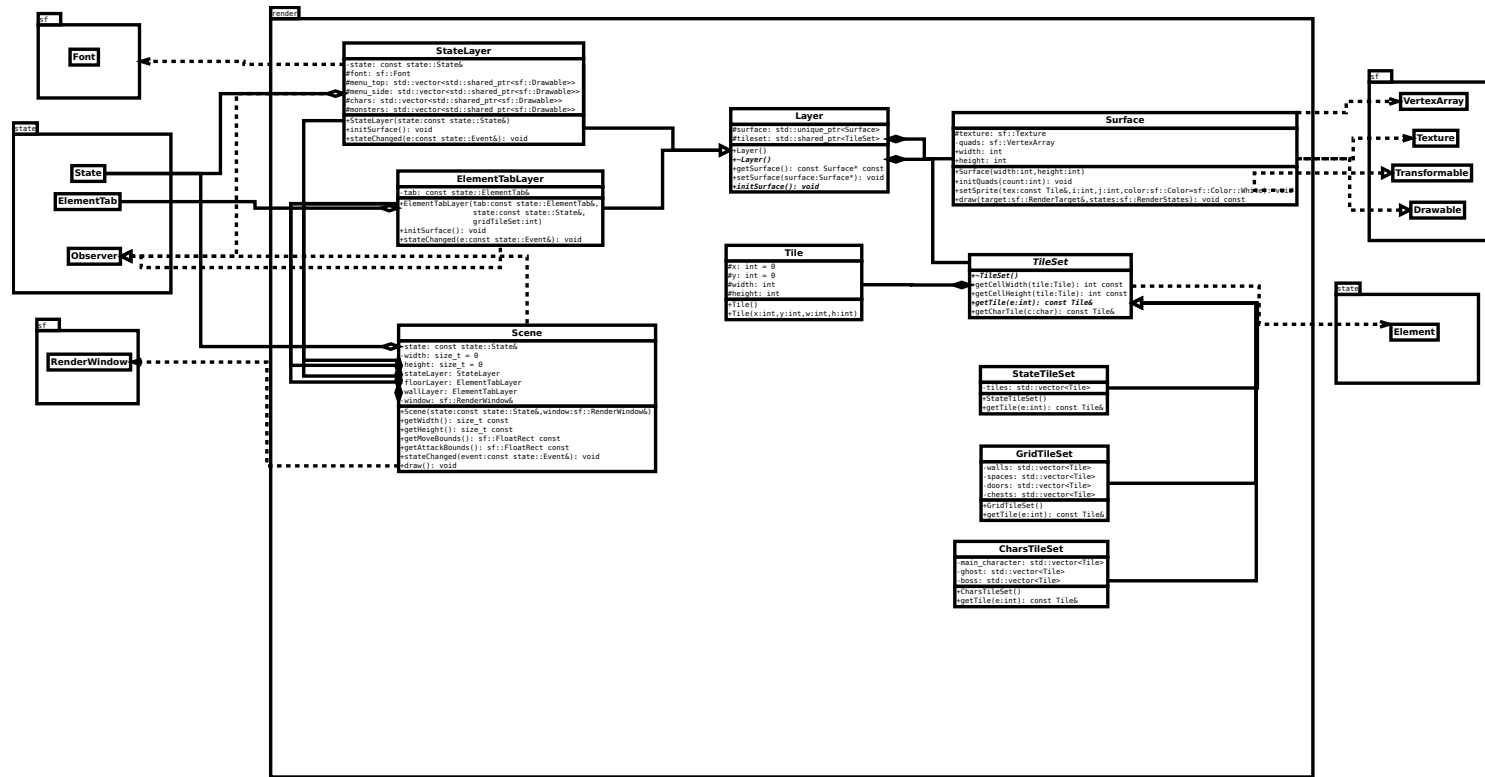 sf
Font
state
State
ElementTab
Observer
sf
RenderWindow
render
StateLayer
-state: const state::State&
#font: sf::Font
#menu_top: std::vector<std::shared_ptr<sf::Drawable>>
#menu_side: std::vector<std::shared_ptr<sf::Drawable>>
#chars: std::vector<std::shared_ptr<sf::Drawable>>
#monsters: std::vector<std::shared_ptr<sf::Drawable>>
+StateLayer(state:const state::State&)
+initSurface(): void
+stateChanged(e:const state::Event&): void
ElementTabLayer
-tab: const state::ElementTab&
+ElementTabLayer(tab:const state::ElementTab&,
state:const state::State&,
gridTileSet:int)
+initSurface(): void
+stateChanged(e:const state::Event&): void
Scene
-state: const state::State&
-width: size_t = 0
-height: size_t = 0
-stateLayer: StateLayer
-floorLayer: ElementTabLayer
-wallLayer: ElementTabLayer
-window: sf::RenderWindow&
+Scene(state:const state::State&,window:sf::RenderWindow&)
+getWidth(): size_t const
+getHeight(): size_t const
+getMoveBounds(): sf::FloatRect const
+getAttackBounds(): sf::FloatRect const
+stateChanged(event:const state::Event&): void
+draw(): void
Layer
#surface: std::unique_ptr<Surface>
#tileset: std::shared_ptr<TileSet>
+Layer()
+~Layer()
+getSurface(): const Surface* const
+setSurface(surface:Surface*): void
+initSurface(): void
Tile
#x: int = 0
#y: int = 0
#width: int
#height: int
+Tile()
+Tile(x:int,y:int,w:int,h:int)
Surface
#texture: sf::Texture
-quads: sf::VertexArray
+width: int
+height: int
+Surface(width:int,height:int)
+initQuads(count:int): void
+setSprite(tex:const Tile&,i:int,j:int,color:sf::Color=sf::Color::White): void
+draw(target:sf::RenderTarget&,states:sf::RenderStates): void const
TileSet
+~TileSet()
+getCellWidth(tile:Tile): int const
+getCellHeight(tile:Tile): int const
+getTile(e:int): const Tile&
+getCharTile(c:char): const Tile&
StateTileSet
-tiles: std::vector<Tile>
+StateTileSet()
+getTile(e:int): const Tile&
GridTileSet
-walls: std::vector<Tile>
-spaces: std::vector<Tile>
-doors: std::vector<Tile>
-chests: std::vector<Tile>
+GridTileSet()
+getTile(e:int): const Tile&
CharsTileSet
-main_character: std::vector<Tile>
-ghost: std::vector<Tile>
-boss: std::vector<Tile>
+CharsTileSet()
+getTile(e:int): const Tile&
sf
VertexArray
Texture
Transformable
Drawable
state
Element